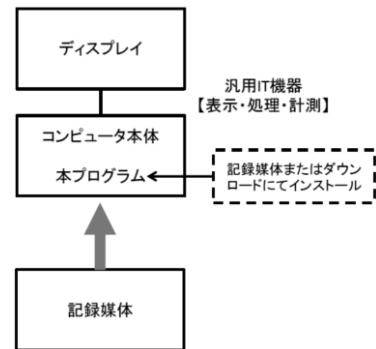 ディスプレイ
汎用IT機器
【表示・処理・計測】
コンピュータ本体
本プログラム
記録媒体またはダウン
ロードにてインストール
記録媒体